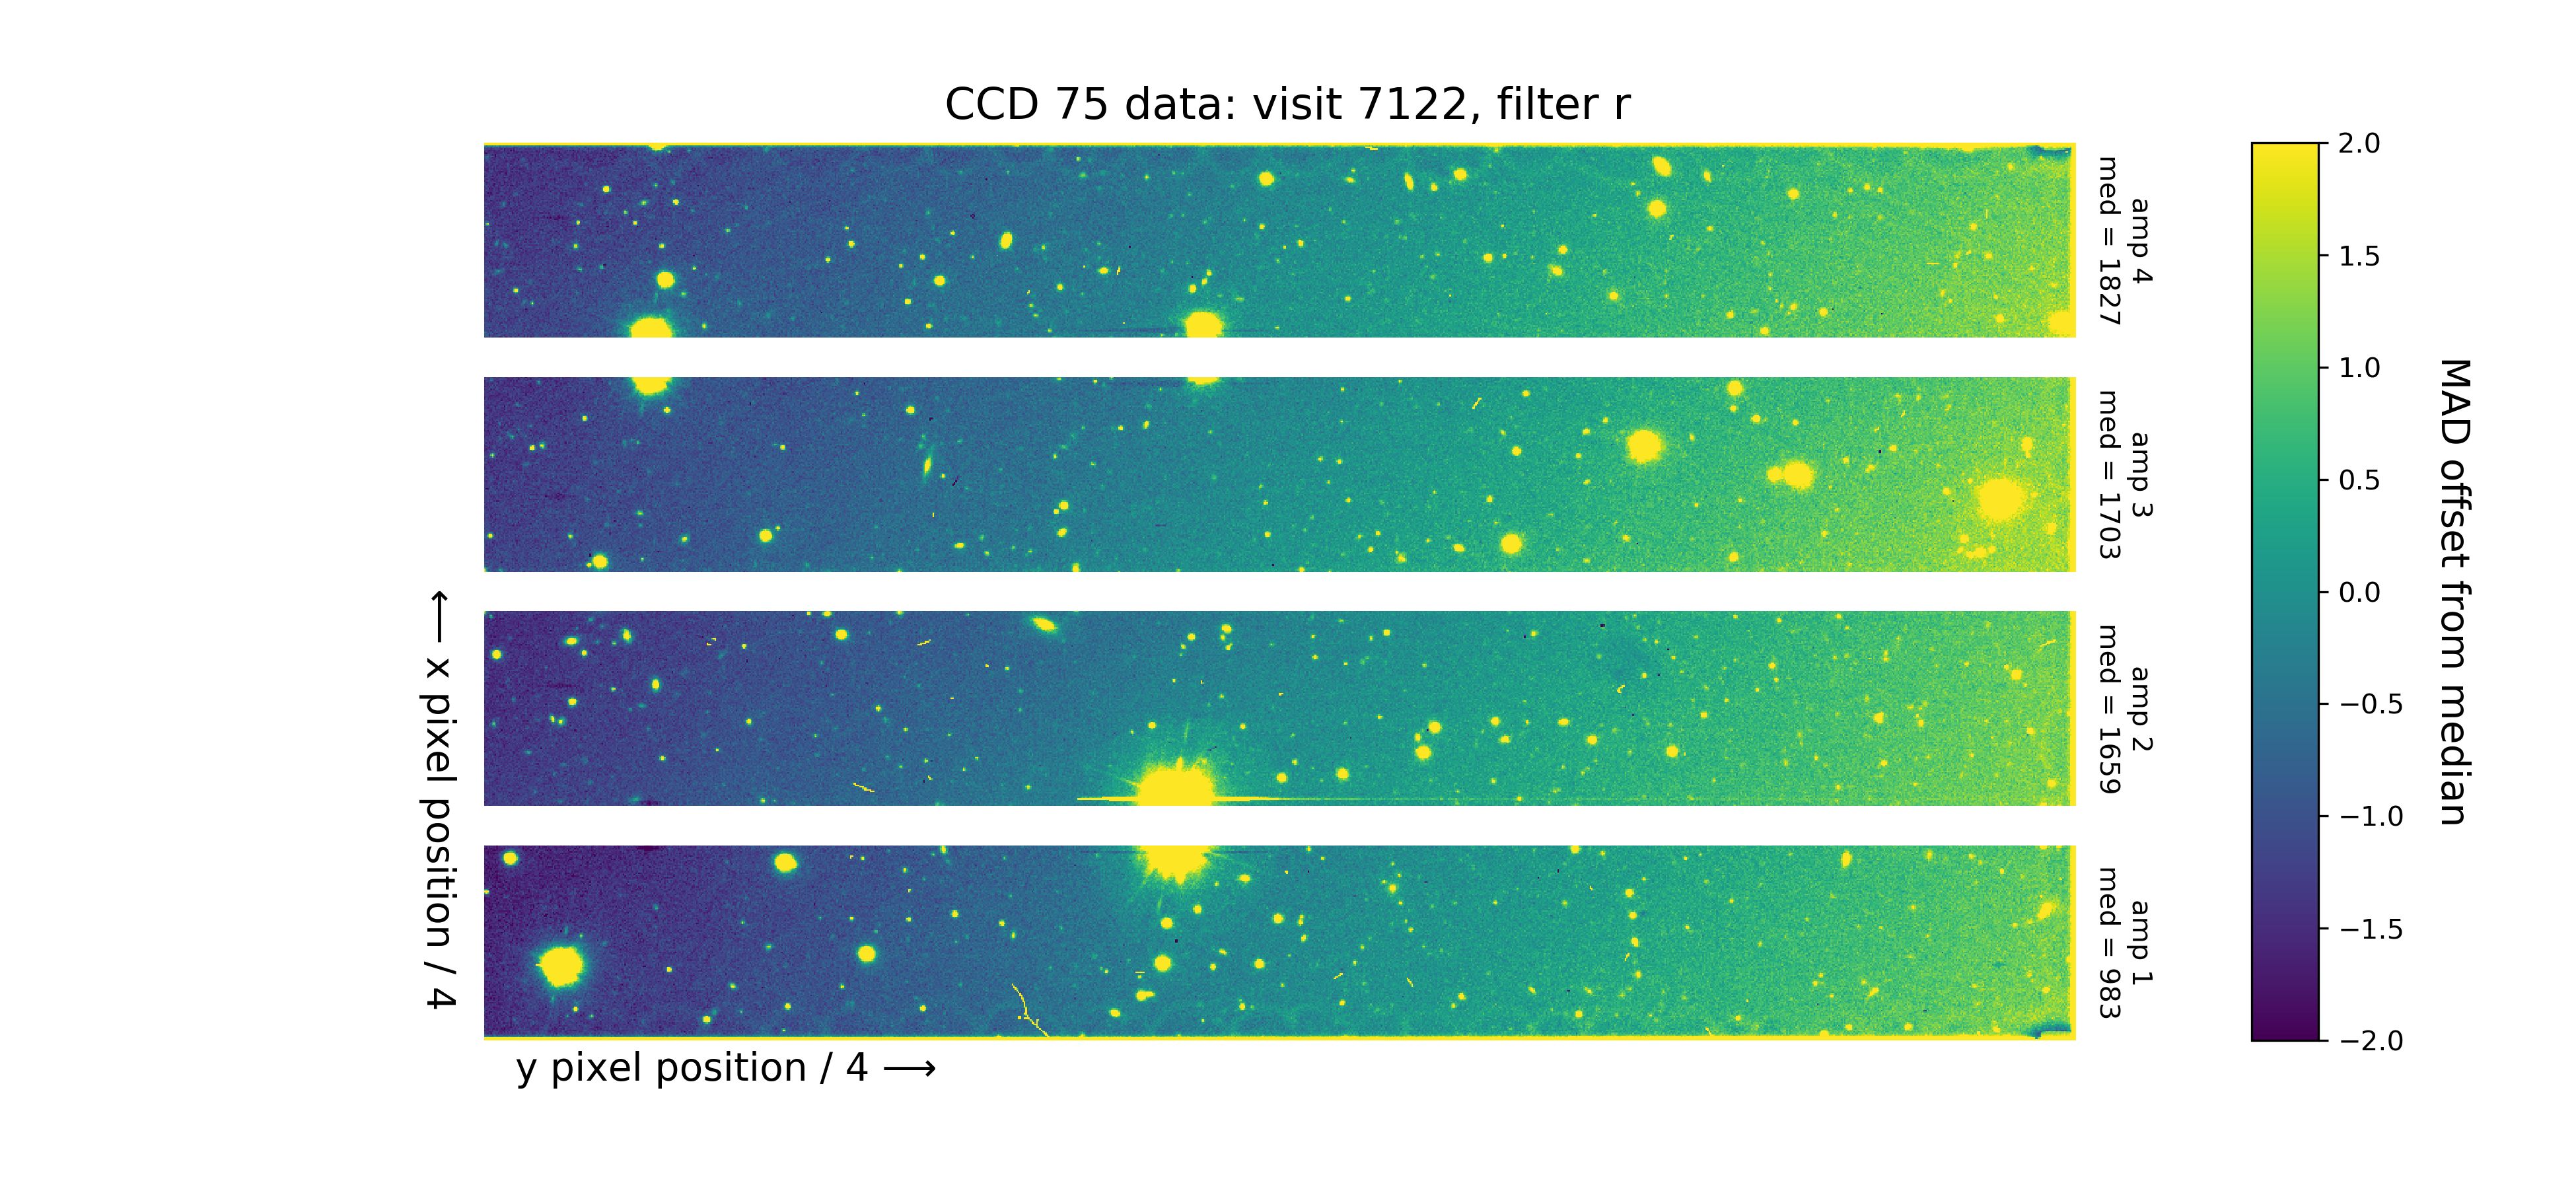 CCD 75 data: visit 7122, filter r
amp 4
med = 1827
amp 3
med = 1703
amp 2
med = 1659
amp 1
med = 983
⟵ x pixel position / 4
y pixel position / 4 ⟶
2.0
1.5
1.0
0.5
0.0
−0.5
−1.0
−1.5
−2.0
MAD offset from median